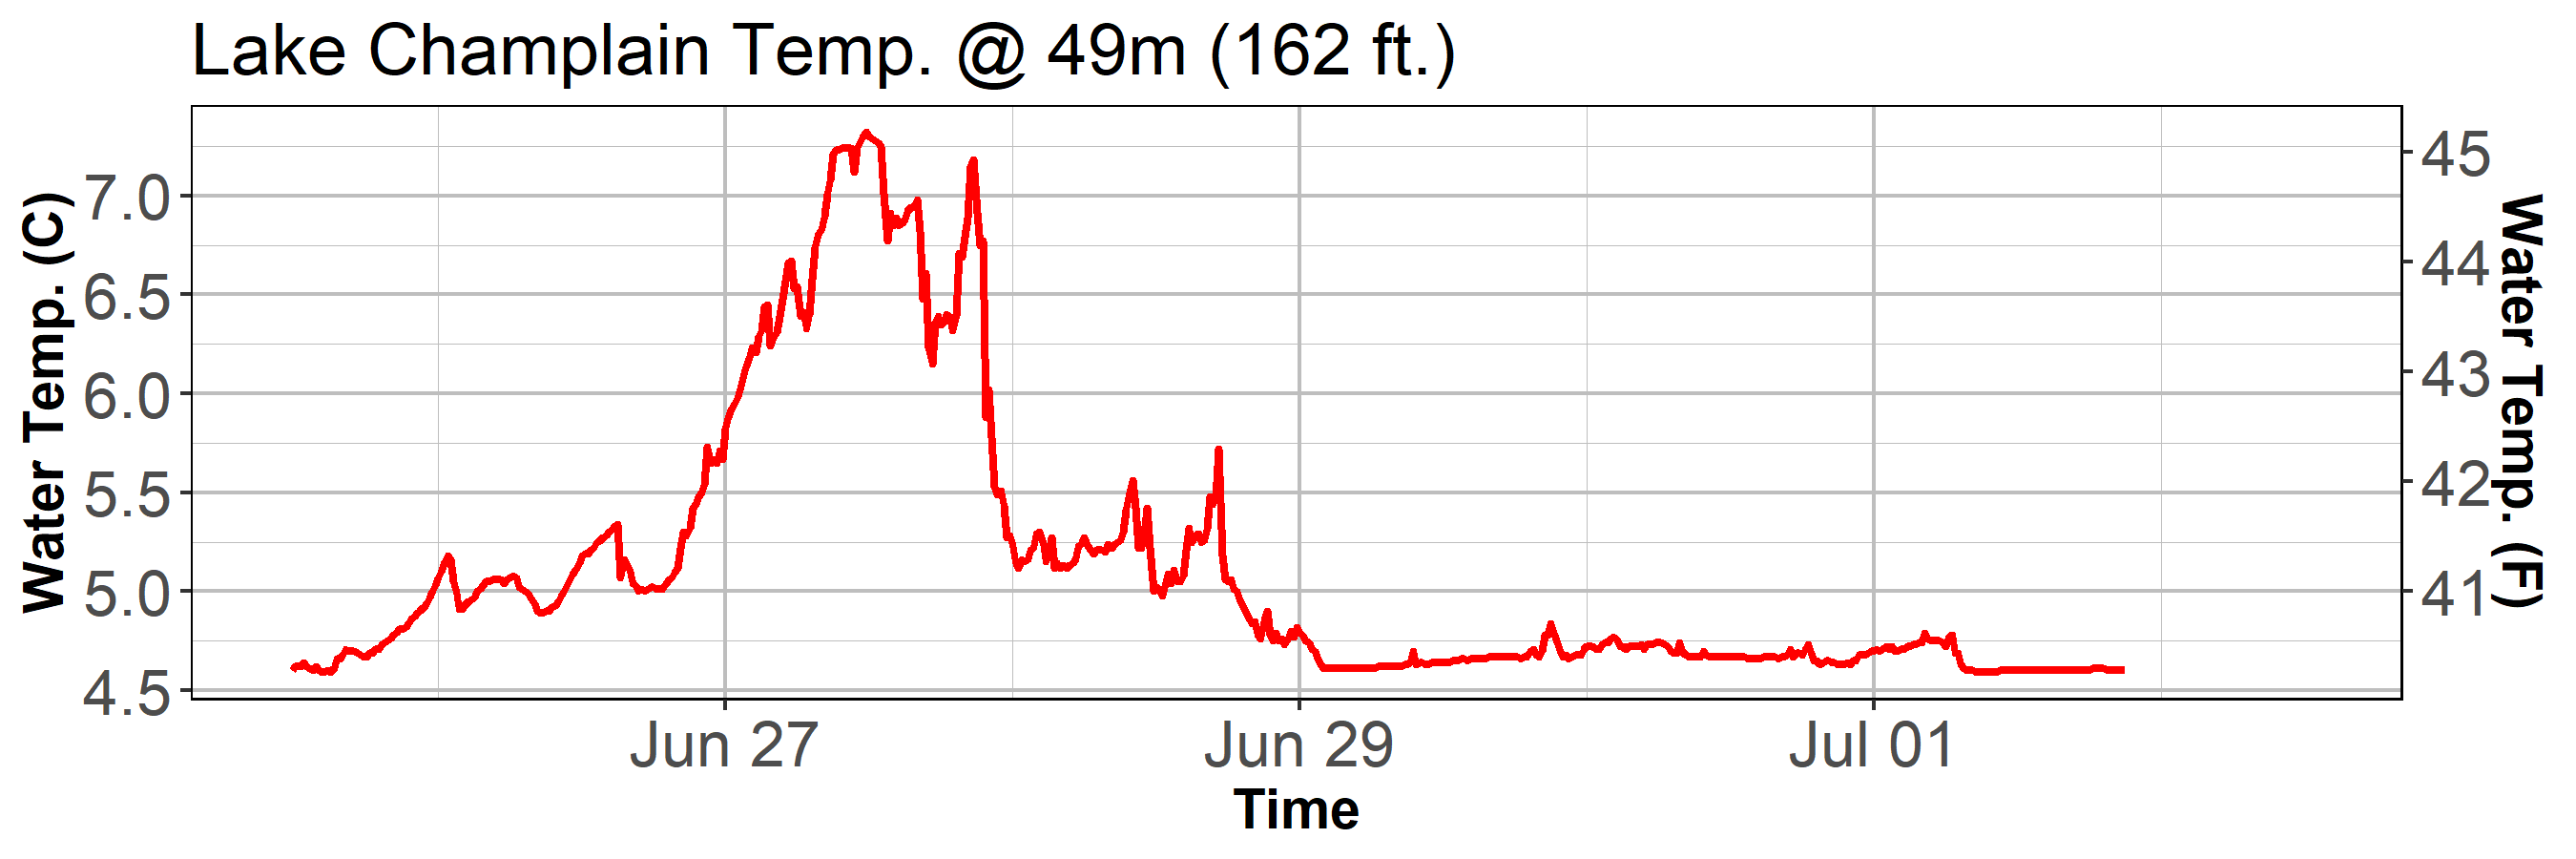 Lake Champlain Temp. @ 49m (162 ft.)
Water Temp. (C)
7.0
6.5
6.0
5.5
5.0
4.5
45
44
43
42
41
Water Temp. (F)
Jun 27
Jun 29
Jul 01
Time